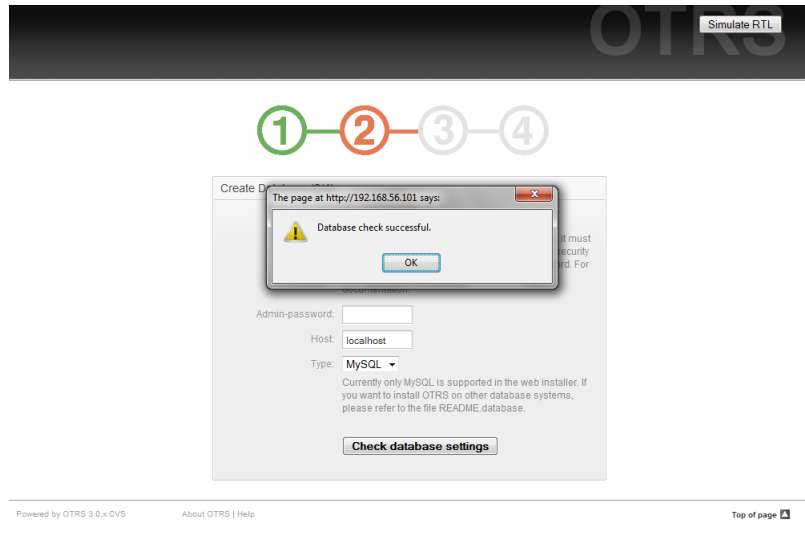 OTRS
Simulate RTL
1 2 3 4
Create
The page at http://192.168.56.101 says:
Database check successful.
OK
it must
ecurity
For
documentation.
Admin-password:
Host: localhost
Type: MySQL
Currently only MySQL is supported in the web installer. If
you want to install OTRS on other database systems,
please refer to the file README.database.
Check database settings
Powered by OTRS 3.0.x CVS About OTRS | Help Top of page